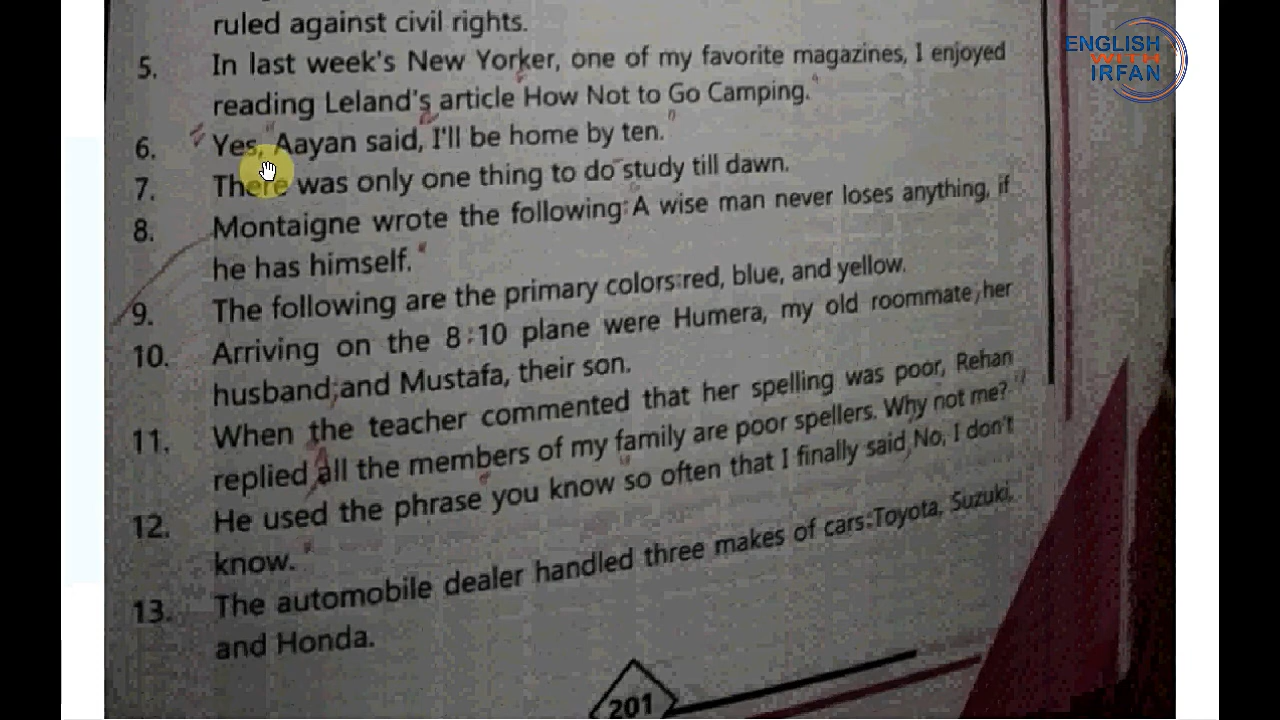 ruled against civil rights.
ENGLISH
WITH
IRFAN
5. In last week's New Yorker, one of my favorite magazines, I enjoyed
reading Leland's article How Not to Go Camping."
6. "Yes," Aayan said, "I'll be home by ten."
7. There was only one thing to do-study till dawn.
8. Montaigne wrote the following: "A wise man never loses anything, if
he has himself."
9. The following are the primary colors: red, blue, and yellow.
10. Arriving on the 8:10 plane were Humera, my old roommate, her
husband; and Mustafa, their son.
11. When the teacher commented that her spelling was poor, Rehan
replied, "all the members of my family are poor spellers. Why not me?"
12. He used the phrase "you know" so often that I finally said, No, I don't
know."
13. The automobile dealer handled three makes of cars: Toyota, Suzuki,
and Honda.
201